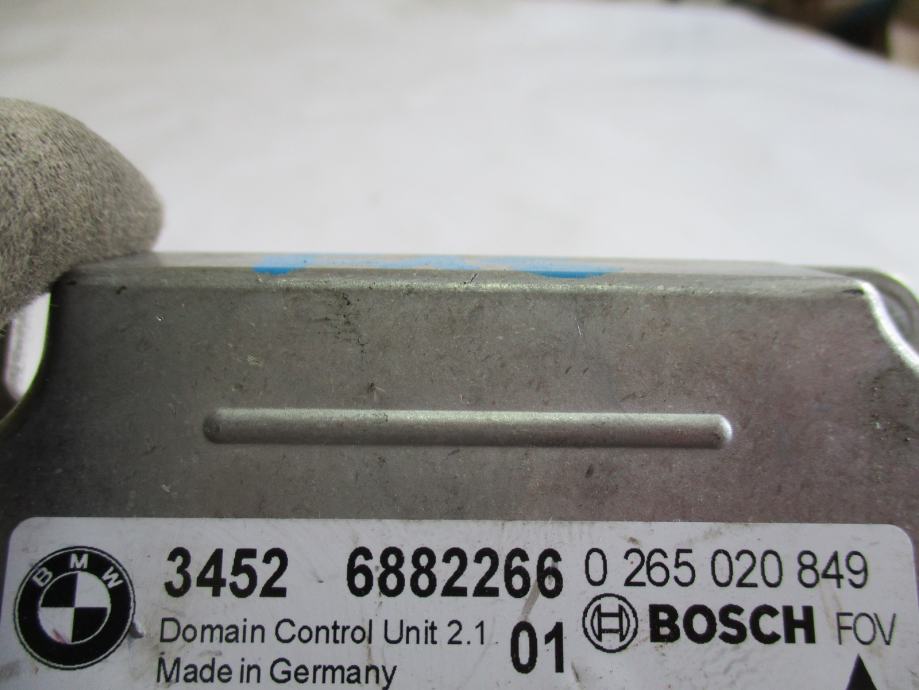 BMW
3452 6882266 0 265 020 849
Domain Control Unit 2.1 01 BOSCH FOV
Made in Germany